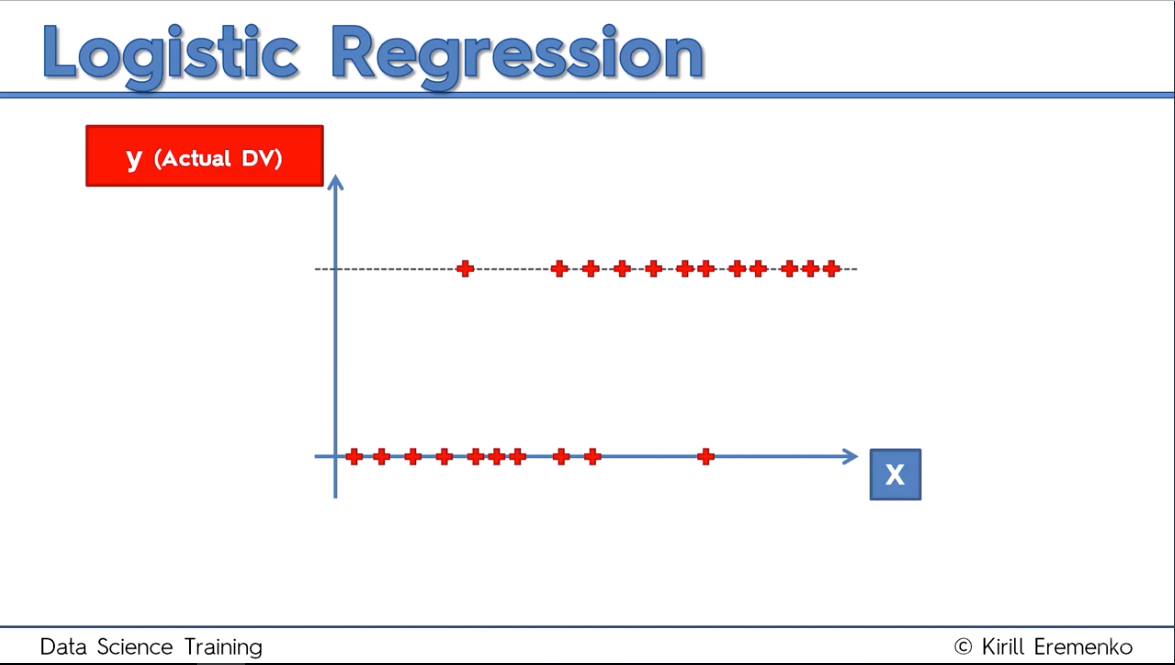 Logistic Regression
y (Actual DV)
X
Data Science Training
© Kirill Eremenko